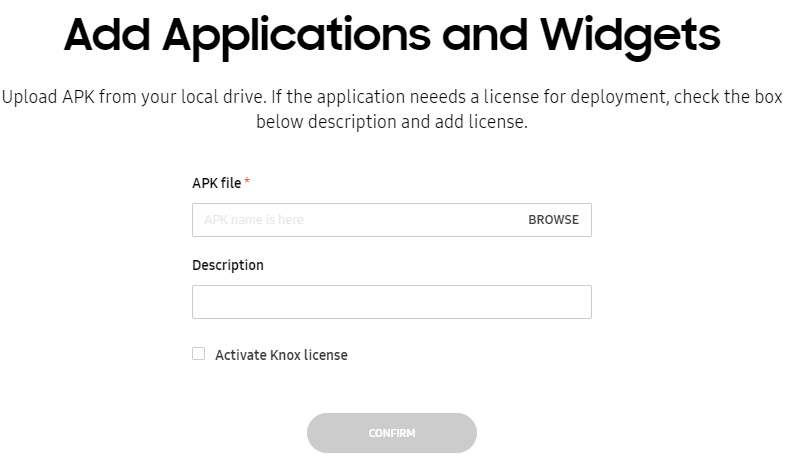 Add Applications and Widgets
Upload APK from your local drive. If the application neeeds a license for deployment, check the box
below description and add license.
APK file *
APK name is here BROWSE
Description
Activate Knox license
CONFIRM